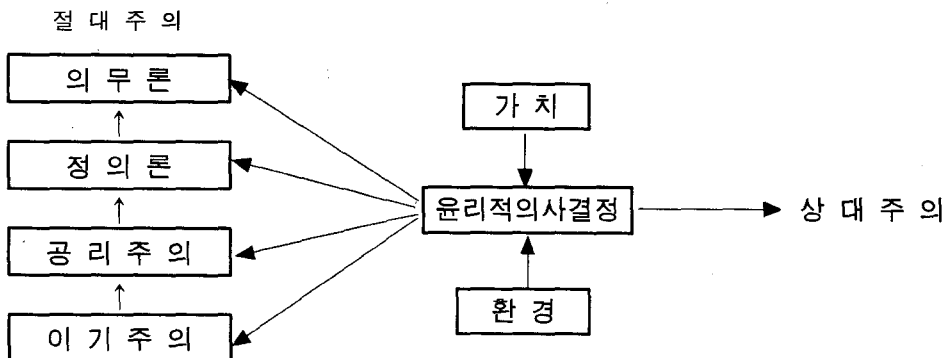 절대주의
의무론
정의론
공리주의
이기주의
가치
윤리적의사결정
환경
상대주의